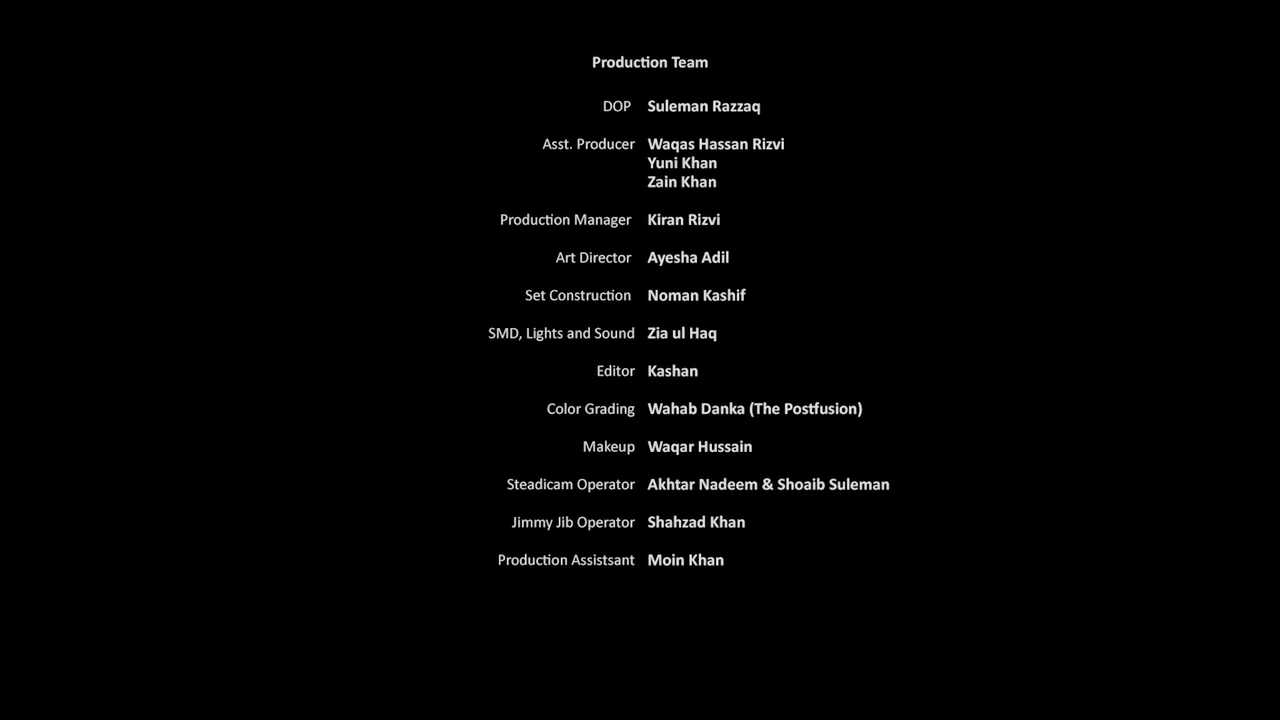 Production Team
DOP Suleman Razzaq
Asst. Producer Waqas Hassan Rizvi
Yuni Khan
Zain Khan
Production Manager Kiran Rizvi
Art Director Ayesha Adil
Set Construction Noman Kashif
SMD, Lights and Sound Zia ul Haq
Editor Kashan
Color Grading Wahab Danka (The Postfusion)
Makeup Waqar Hussain
Steadicam Operator Akhtar Nadeem & Shoaib Suleman
Jimmy Jib Operator Shahzad Khan
Production Assistsant Moin Khan